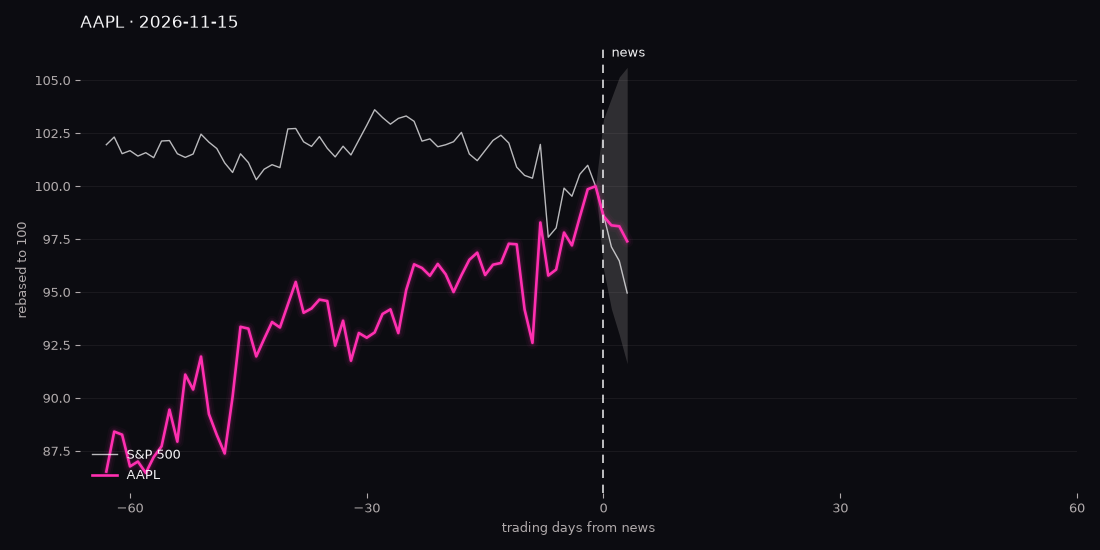 AAPL · 2026-11-15
news
105.0
102.5
100.0
97.5
95.0
92.5
90.0
87.5
rebased to 100
S&P 500
AAPL
−60
−30
0
30
60
trading days from news